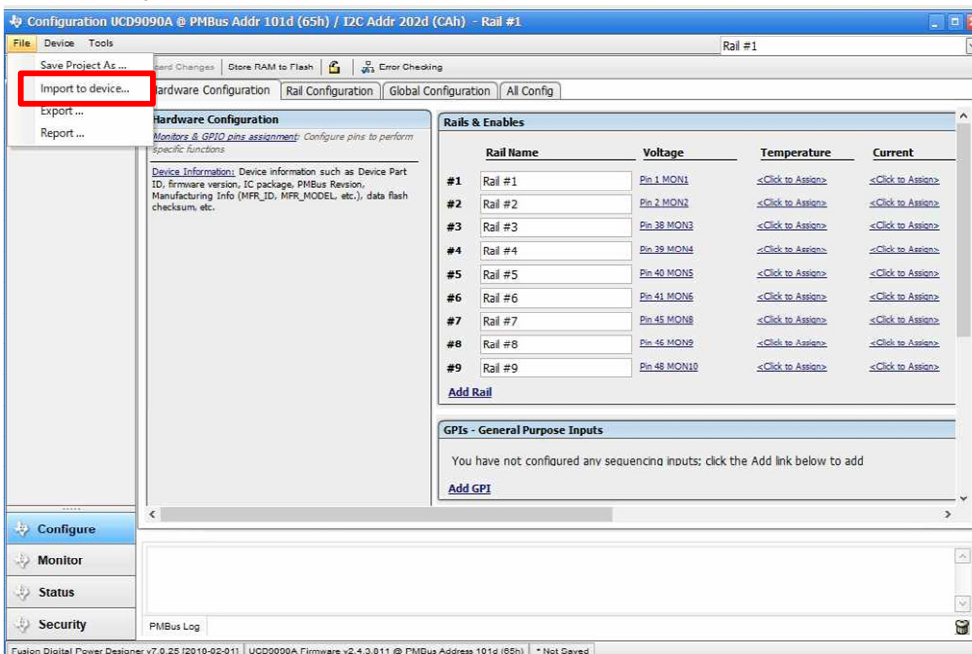 Configuration UCD9090A @ PMBus Addr 101d (65h) / I2C Addr 202d (CAh) - Rail #1
File Device Tools
Rail #1
Save Project As ...
Import to device...
Export ...
Report ...
Changes Store RAM to Flash Error Checking
Hardware Configuration Rail Configuration Global Configuration All Config
Hardware Configuration
Monitors & GPIO pins assignment: Configure pins to perform
specific functions
Device Information: Device information such as Device Part
ID, firmware version, IC package, PMBus Revsion,
Manufacturing Info (MFR_ID, MFR_MODEL, etc.), data flash
checksum, etc.
Rails & Enables
Rail Name Voltage Temperature Current
#1 Rail #1 Pin 1 MON1 <Click to Assign> <Click to Assign>
#2 Rail #2 Pin 2 MON2 <Click to Assign> <Click to Assign>
#3 Rail #3 Pin 38 MON3 <Click to Assign> <Click to Assign>
#4 Rail #4 Pin 39 MON4 <Click to Assign> <Click to Assign>
#5 Rail #5 Pin 40 MON5 <Click to Assign> <Click to Assign>
#6 Rail #6 Pin 41 MON6 <Click to Assign> <Click to Assign>
#7 Rail #7 Pin 45 MON8 <Click to Assign> <Click to Assign>
#8 Rail #8 Pin 46 MON9 <Click to Assign> <Click to Assign>
#9 Rail #9 Pin 48 MON10 <Click to Assign> <Click to Assign>
Add Rail
GPIs - General Purpose Inputs
You have not configured any sequencing inputs; click the Add link below to add
Add GPI
Configure
Monitor
Status
Security
PMBus Log
Fusion Digital Power Designer v7.0.25 [2018-02-01] UCD9090A Firmware v2.4.3.811 @ PMBus Address 101d (65h) * Not Saved